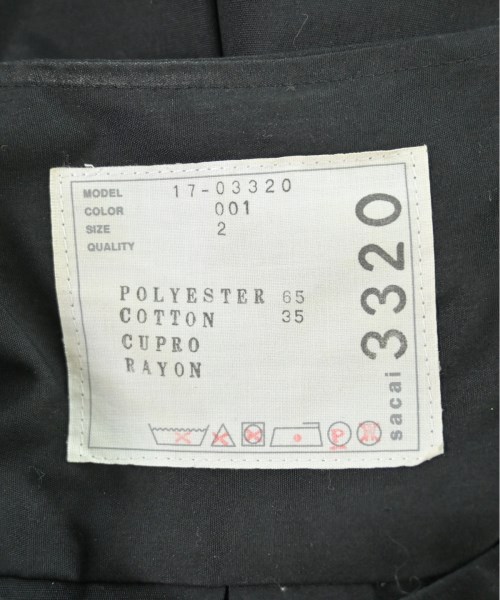 MODEL 17-03320
COLOR 001
SIZE 2
QUALITY
POLYESTER 65
COTTON 35
CUPRO
RAYON
P
sacai 3320